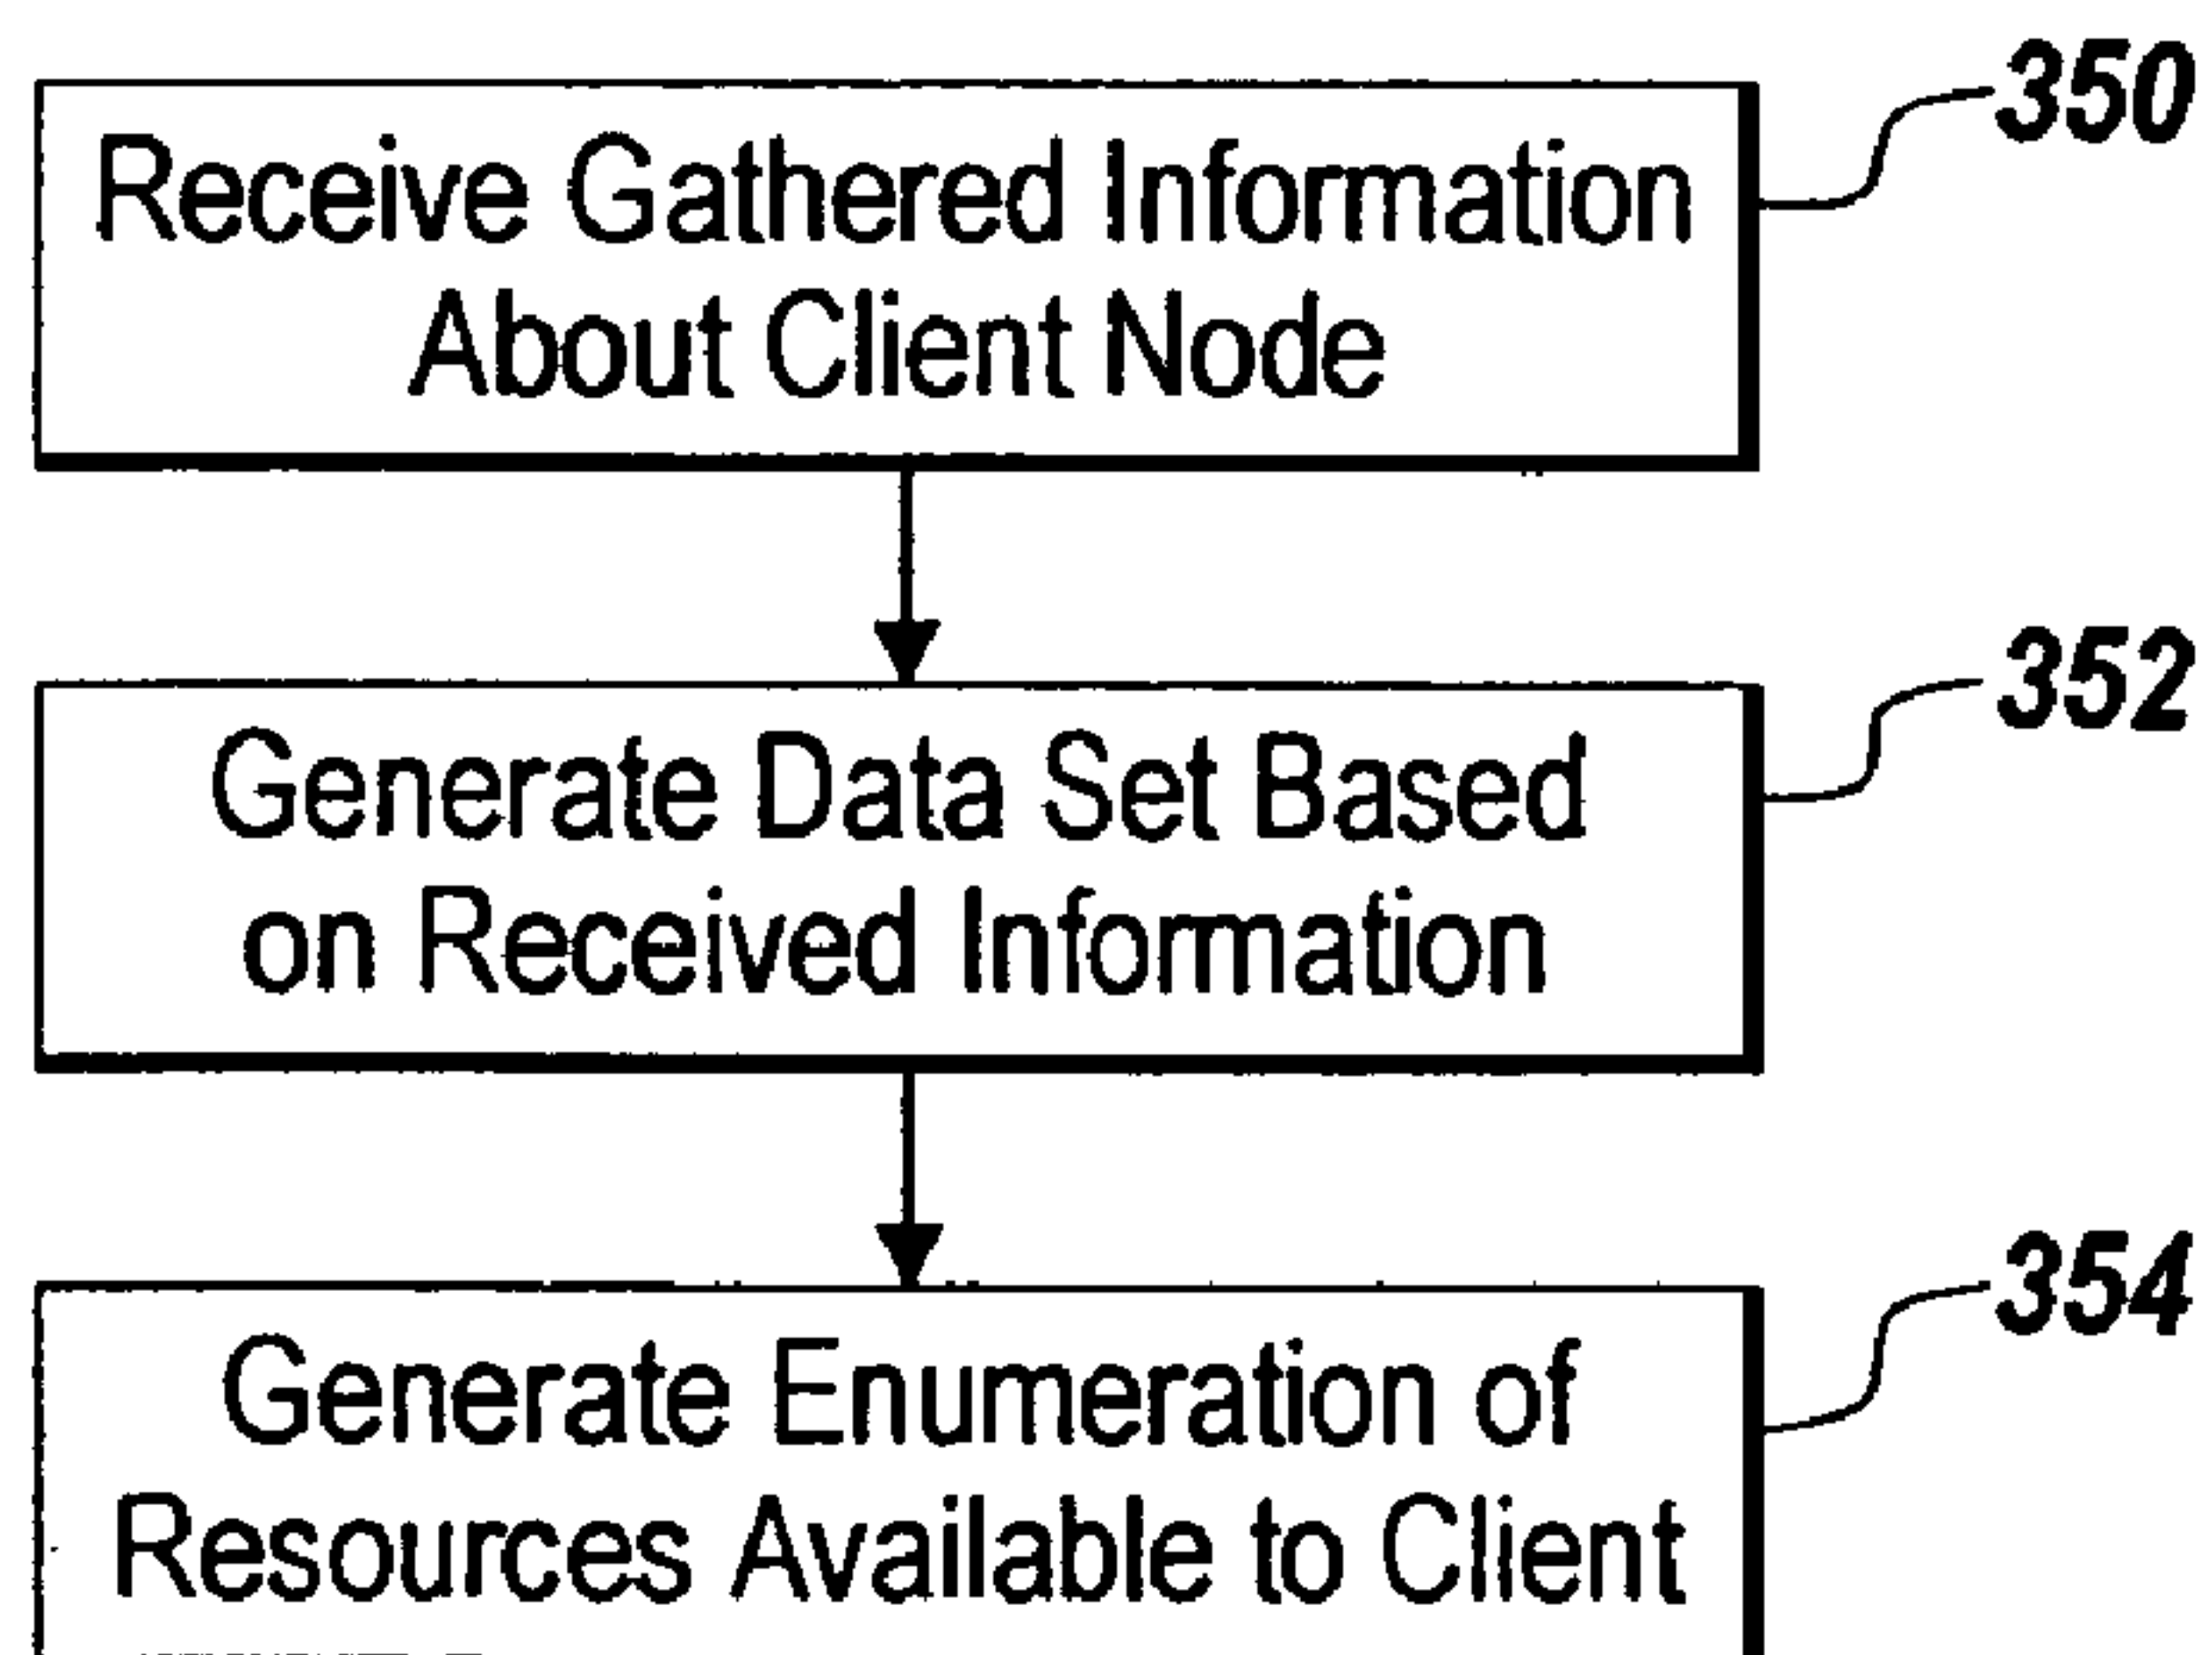 Receive Gathered Information
About Client Node
350
Generate Data Set Based
on Received Information
352
Generate Enumeration of
Resources Available to Client
354